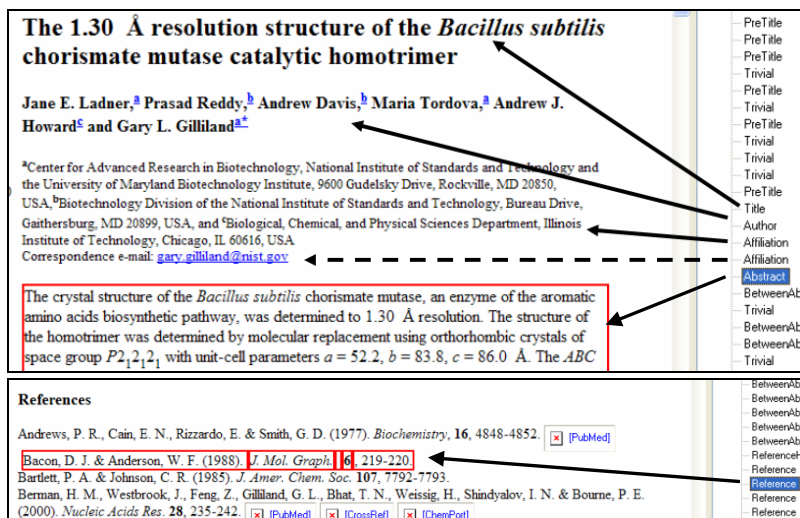 The 1.30 Å resolution structure of the Bacillus subtilis
chorismate mutase catalytic homotrimer
Jane E. Ladner,a Prasad Reddy,b Andrew Davis,b Maria Tordova,a Andrew J.
Howardc and Gary L. Gillilanda*
aCenter for Advanced Research in Biotechnology, National Institute of Standards and Technology and
the University of Maryland Biotechnology Institute, 9600 Gudelsky Drive, Rockville, MD 20850,
USA,bBiotechnology Division of the National Institute of Standards and Technology, Bureau Drive,
Gaithersburg, MD 20899, USA, and cBiological, Chemical, and Physical Sciences Department, Illinois
Institute of Technology, Chicago, IL 60616, USA
Correspondence e-mail: gary.gilliland@nist.gov
The crystal structure of the Bacillus subtilis chorismate mutase, an enzyme of the aromatic
amino acids biosynthetic pathway, was determined to 1.30 Å resolution. The structure of
the homotrimer was determined by molecular replacement using orthorhombic crystals of
space group P212121 with unit-cell parameters a = 52.2, b = 83.8, c = 86.0 Å. The ABC
PreTitle
PreTitle
PreTitle
Trivial
PreTitle
Trivial
PreTitle
Trivial
Trivial
Trivial
PreTitle
Title
Author
Affiliation
Affiliation
Abstract
BetweenAb
Trivial
BetweenAb
BetweenAb
Trivial
References
Andrews, P. R., Cain, E. N., Rizzardo, E. & Smith, G. D. (1977). Biochemistry, 16, 4848-4852. [PubMed]
Bacon, D. J. & Anderson, W. F. (1988). J. Mol. Graph. 6, 219-220.
Bartlett, P. A. & Johnson, C. R. (1985). J. Amer. Chem. Soc. 107, 7792-7793.
Berman, H. M., Westbrook, J., Feng, Z., Gilliland, G. L., Bhat, T. N., Weissig, H., Shindyalov, I. N. & Bourne, P. E.
(2000). Nucleic Acids Res. 28, 235-242. [PubMed] [CrossRef] [ChemPort]
BetweenAb
BetweenAb
BetweenAb
BetweenAb
BetweenAb
ReferenceH
Reference
Reference
Reference
Reference